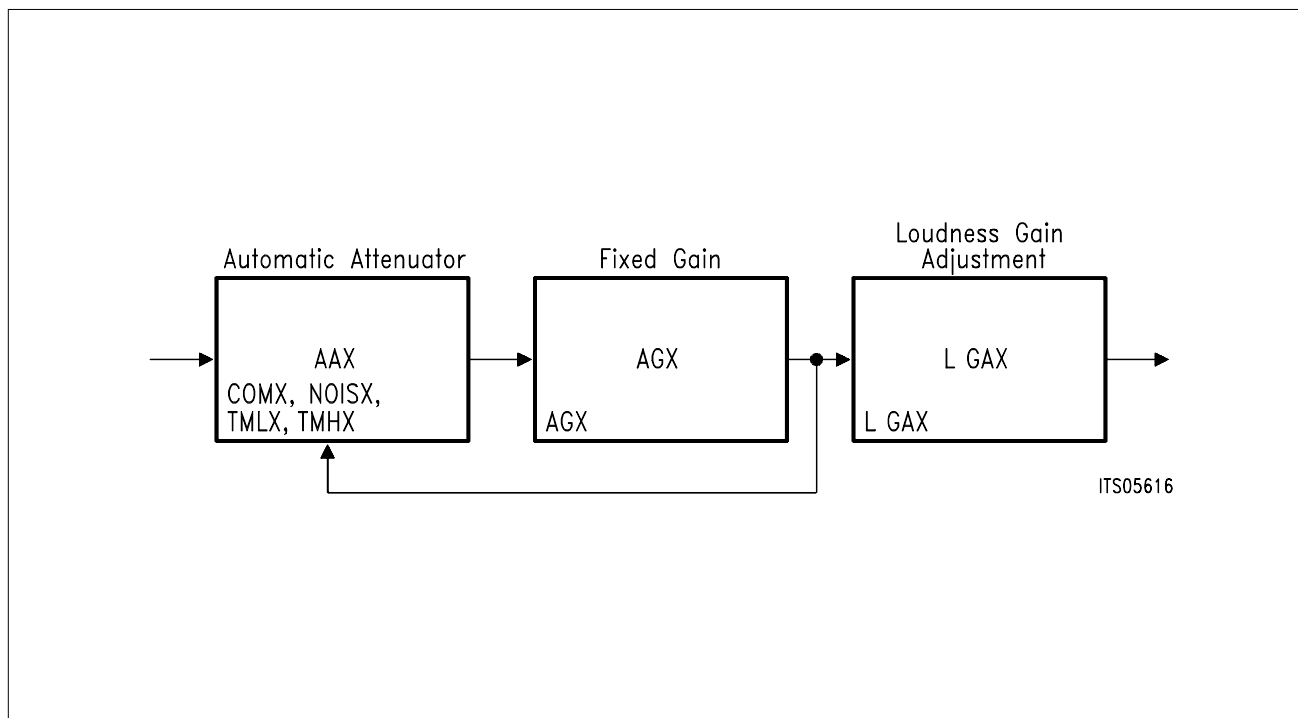 Automatic Attenuator
AAX
COMX, NOISX,
TMLX, TMHX
Fixed Gain
AGX
AGX
Loudness Gain
Adjustment
L GAX
L GAX
ITS05616